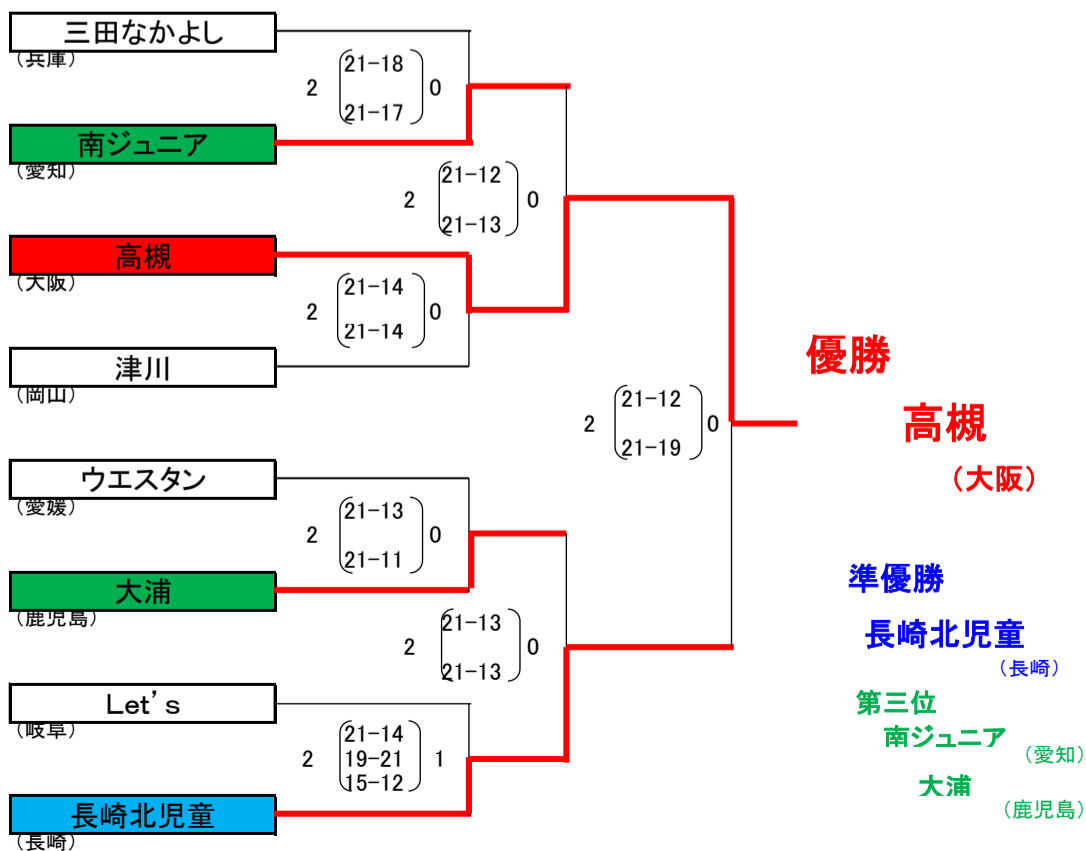 三田なかよし
（兵庫）
2 21-18 0
21-17
南ジュニア
（愛知）
2 21-12 0
21-13
高槻
（大阪）
2 21-14 0
21-14
津川
（岡山）
優勝
高槻
（大阪）
2 21-12 0
21-19
ウエスタン
（愛媛）
2 21-13 0
21-11
大浦
（鹿児島）
2 21-13 0
21-13
Let's
（岐阜）
2 21-14 1
19-21
15-12
長崎北児童
（長崎）
準優勝
長崎北児童
（長崎）
第三位
南ジュニア
（愛知）
大浦
（鹿児島）